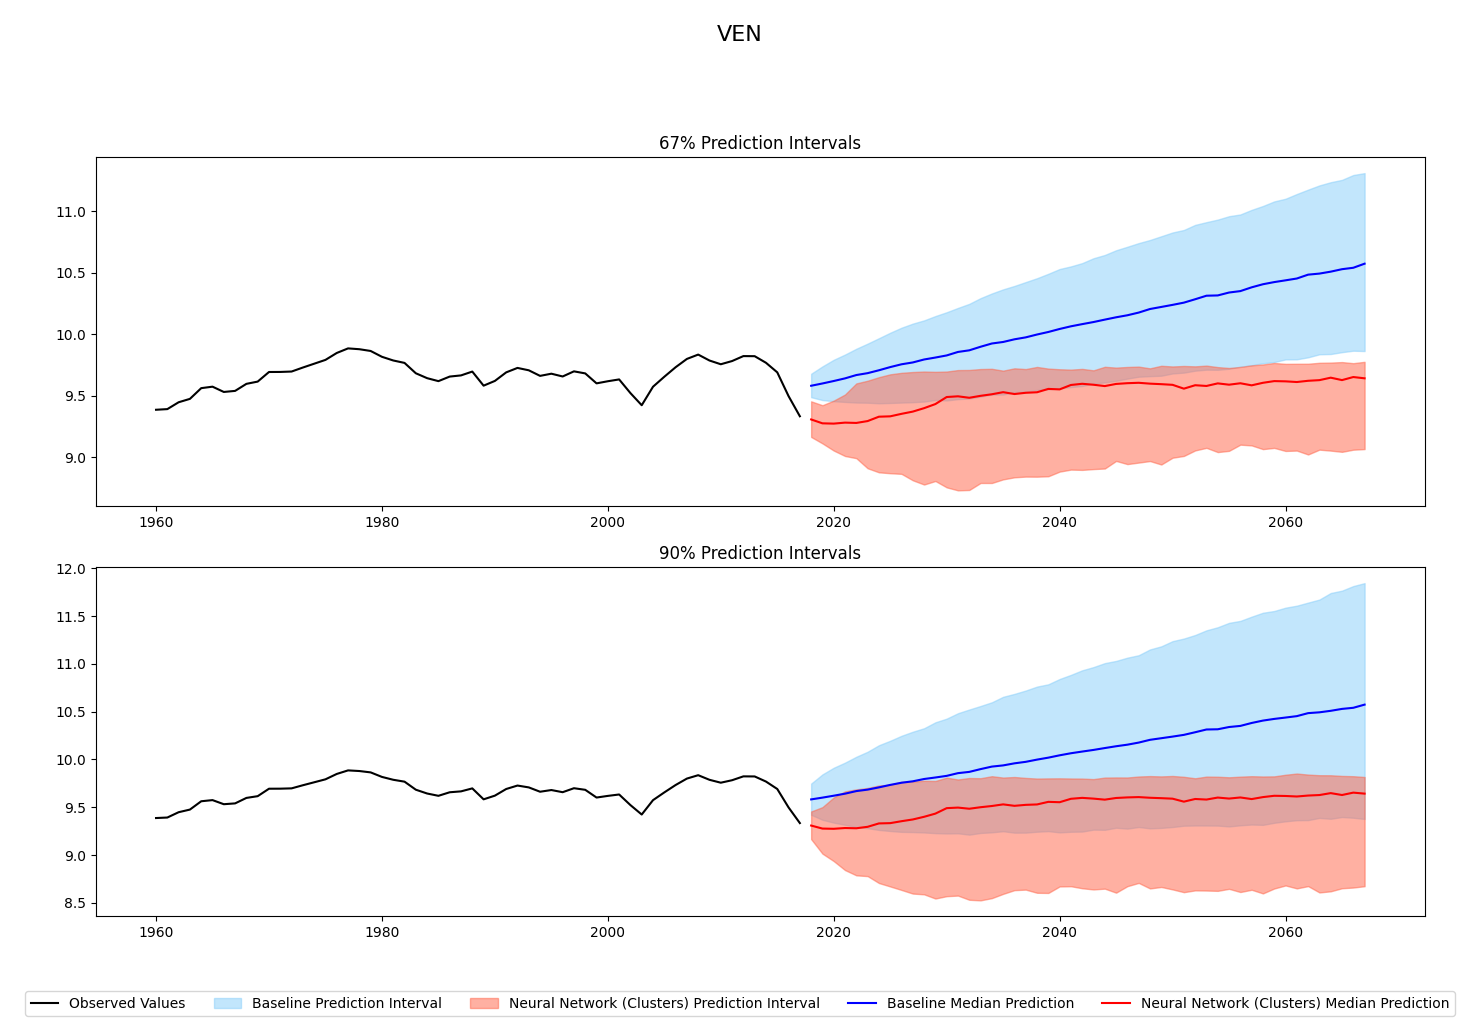 VEN
67% Prediction Intervals
11.0
10.5
10.0
9.5
9.0
1960 1980 2000 2020 2040 2060
90% Prediction Intervals
12.0
11.5
11.0
10.5
10.0
9.5
9.0
8.5
1960 1980 2000 2020 2040 2060
Observed Values Baseline Prediction Interval Neural Network (Clusters) Prediction Interval Baseline Median Prediction Neural Network (Clusters) Median Prediction